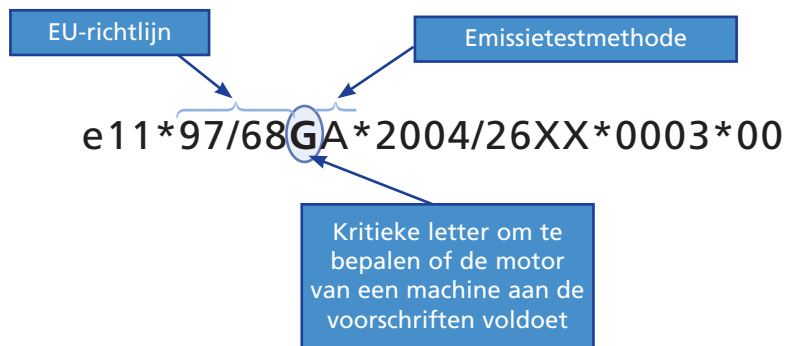 EU-richtlijn
Emissietestmethode
e11*97/68GA*2004/26XX*0003*00
Kritieke letter om te
bepalen of de motor
van een machine aan de
voorschriften voldoet